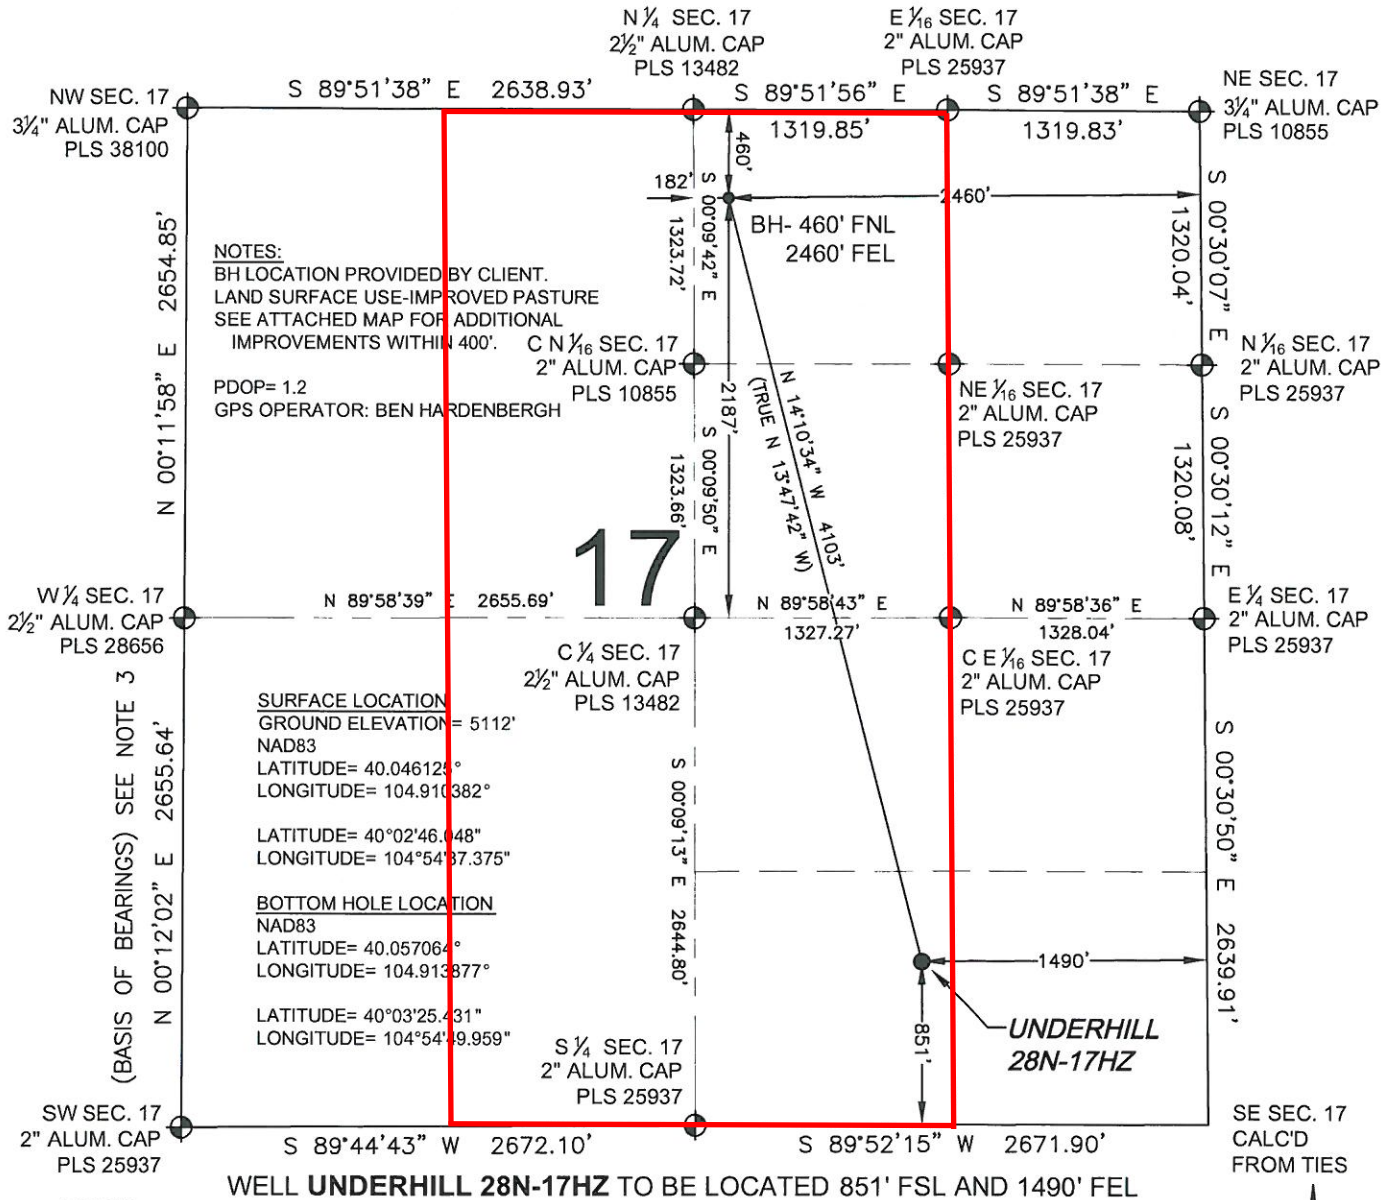 N 1/4 SEC. 17
2½" ALUM. CAP
PLS 13482
E 1/16 SEC. 17
2" ALUM. CAP
PLS 25937
NW SEC. 17
3¼" ALUM. CAP
PLS 38100
S 89°51'38" E 2638.93'
S 89°51'56" E
1319.85'
S 89°51'38" E
1319.83'
NE SEC. 17
3¼" ALUM. CAP
PLS 10855
460'
182'
2460'
BH- 460' FNL
2460' FEL
S 00°09'42" E
1323.72'
S 00°30'07" E
1320.04'
N 00°11'58" E 2654.85'
NOTES:
BH LOCATION PROVIDED BY CLIENT.
LAND SURFACE USE-IMPROVED PASTURE
SEE ATTACHED MAP FOR ADDITIONAL
IMPROVEMENTS WITHIN 400'.
PDOP= 1.2
GPS OPERATOR: BEN HARDENBERGH
C N 1/16 SEC. 17
2" ALUM. CAP
PLS 10855
NE 1/16 SEC. 17
2" ALUM. CAP
PLS 25937
N 1/16 SEC. 17
2" ALUM. CAP
PLS 25937
2187'
N 14°10'34" W 4103'
(TRUE N 13°47'42" W)
S 00°09'50" E
1323.66'
S 00°30'12" E
1320.08'
17
W 1/4 SEC. 17
2½" ALUM. CAP
PLS 28656
N 89°58'39" E 2655.69'
N 89°58'43" E
1327.27'
N 89°58'36" E
1328.04'
E 1/4 SEC. 17
2" ALUM. CAP
PLS 25937
C 1/4 SEC. 17
2½" ALUM. CAP
PLS 13482
C E 1/16 SEC. 17
2" ALUM. CAP
PLS 25937
(BASIS OF BEARINGS) SEE NOTE 3
N 00°12'02" E 2655.64'
SURFACE LOCATION
GROUND ELEVATION= 5112'
NAD83
LATITUDE= 40.046125°
LONGITUDE= 104.910382°
LATITUDE= 40°02'46.048"
LONGITUDE= 104°54'37.375"
BOTTOM HOLE LOCATION
NAD83
LATITUDE= 40.057064°
LONGITUDE= 104.913877°
LATITUDE= 40°03'25.431"
LONGITUDE= 104°54'49.959"
S 00°09'13" E 2644.80'
S 00°30'50" E 2639.91'
1490'
851'
UNDERHILL
28N-17HZ
S 1/4 SEC. 17
2" ALUM. CAP
PLS 25937
SW SEC. 17
2" ALUM. CAP
PLS 25937
S 89°44'43" W 2672.10'
S 89°52'15" W 2671.90'
SE SEC. 17
CALC'D
FROM TIES
WELL UNDERHILL 28N-17HZ TO BE LOCATED 851' FSL AND 1490' FEL